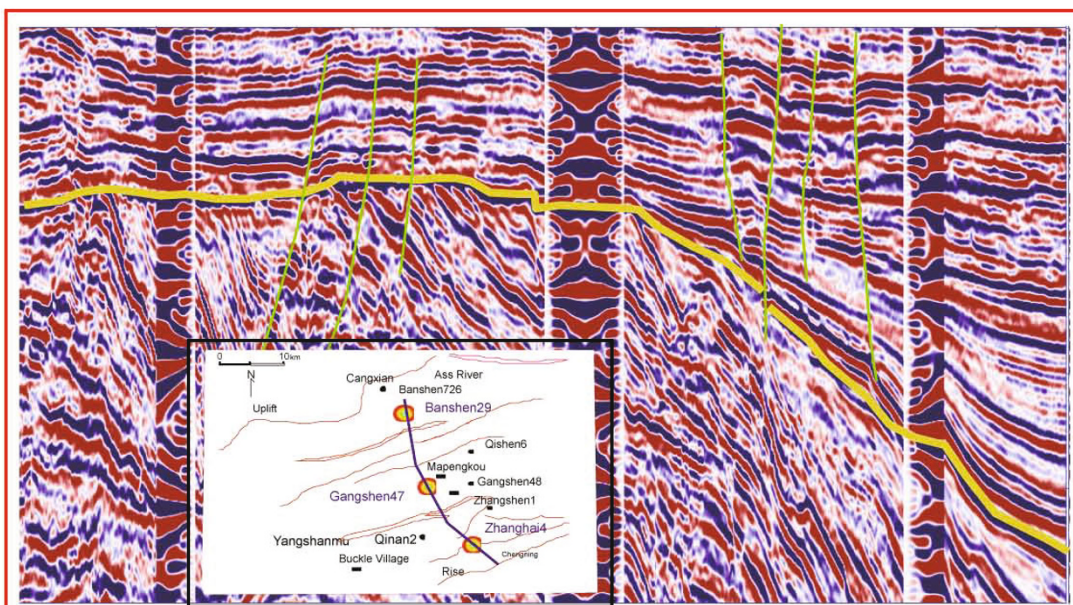 0 10km
N
Uplift
Cangxian
Ass River
Banshen726
Banshen29
Qishen6
Mapengkou
Gangshen47
Gangshen48
Zhangshen1
Zhanghai4
Yangshanmu
Qinan2
Chengning
Buckle Village
Rise